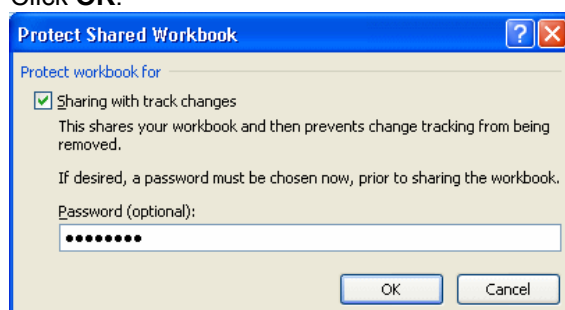 Click OK.
Protect Shared Workbook
Protect workbook for
Sharing with track changes
This shares your workbook and then prevents change tracking from being
removed.
If desired, a password must be chosen now, prior to sharing the workbook.
Password (optional):
••••••••
OK Cancel